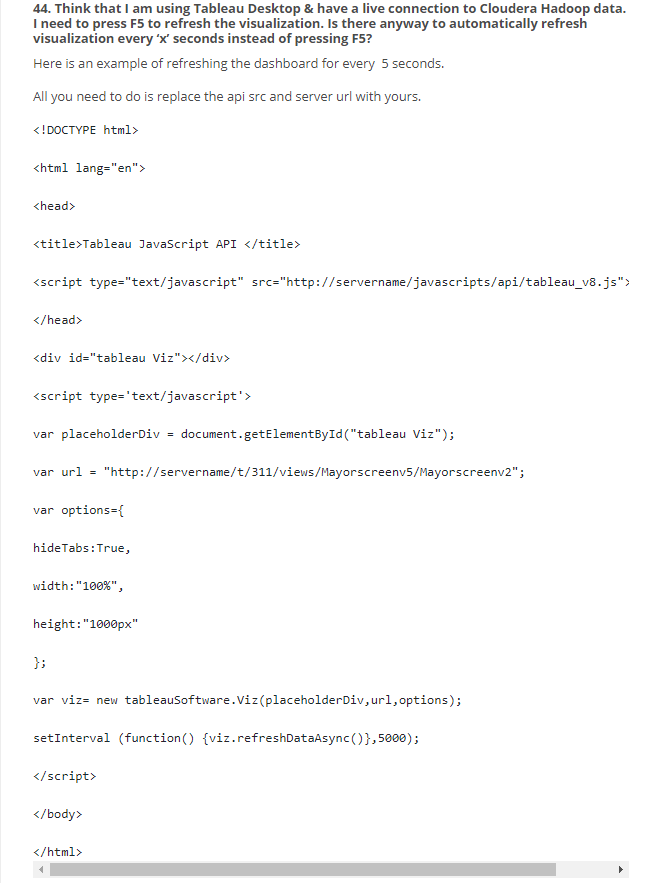 44. Think that I am using Tableau Desktop & have a live connection to Cloudera Hadoop data.
I need to press F5 to refresh the visualization. Is there anyway to automatically refresh
visualization every ‘x’ seconds instead of pressing F5?
Here is an example of refreshing the dashboard for every  5 seconds.
All you need to do is replace the api src and server url with yours.
<!DOCTYPE html>
<html lang="en">
<head>
<title>Tableau JavaScript API </title>
<script type="text/javascript" src="http://servername/javascripts/api/tableau_v8.js">
</head>
<div id="tableau Viz"></div>
<script type='text/javascript'>
var placeholderDiv = document.getElementById("tableau Viz");
var url = "http://servername/t/311/views/Mayorscreenv5/Mayorscreenv2";
var options={
hideTabs:True,
width:"100%",
height:"1000px"
};
var viz= new tableauSoftware.Viz(placeholderDiv,url,options);
setInterval (function() {viz.refreshDataAsync()},5000);
</script>
</body>
</html>